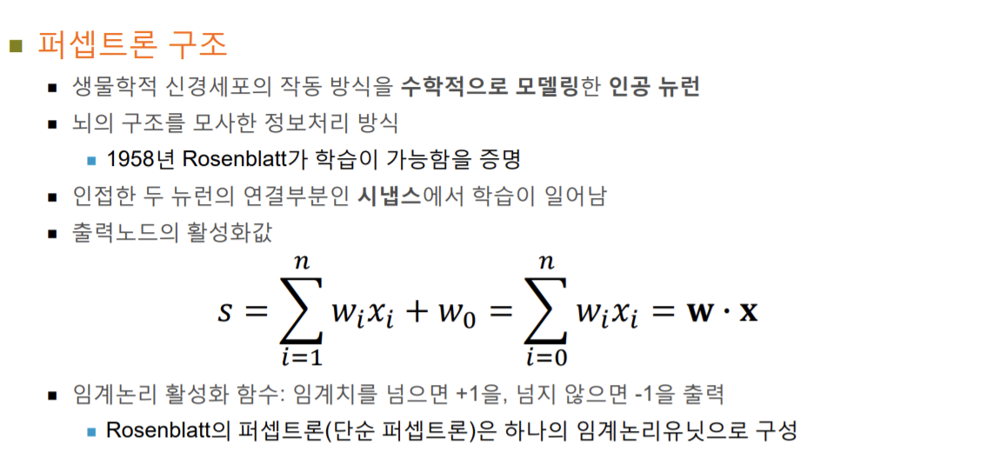 퍼셉트론 구조
생물학적 신경세포의 작동 방식을 수학적으로 모델링한 인공 뉴런
뇌의 구조를 모사한 정보처리 방식
1958년 Rosenblatt가 학습이 가능함을 증명
인접한 두 뉴런의 연결부분인 시냅스에서 학습이 일어남
출력노드의 활성화값
s = ∑_{i=1}^{n} w_i x_i + w_0 = ∑_{i=0}^{n} w_i x_i = w · x
임계논리 활성화 함수: 임계치를 넘으면 +1을, 넘지 않으면 -1을 출력
Rosenblatt의 퍼셉트론(단순 퍼셉트론)은 하나의 임계논리유닛으로 구성